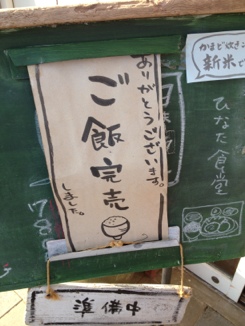 かまど炊き
新米で
ありがとうございます。
ご飯完売
しました。
ひなた食堂
178
準備中